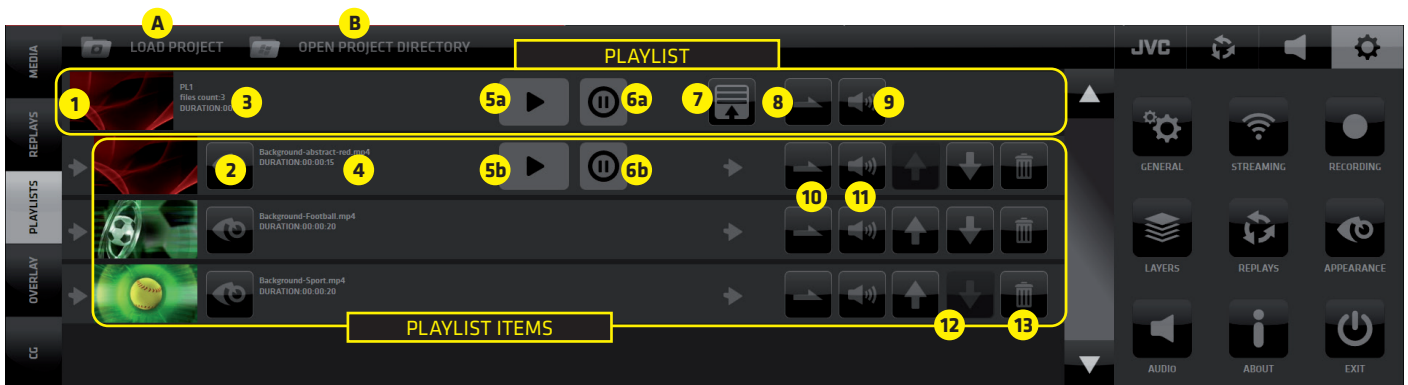 A
B
MEDIA
LOAD PROJECT
OPEN PROJECT DIRECTORY
PLAYLIST
JVC
1
PL1
files count:3
DURATION:00
3
5a
6a
7
8
9
REPLAYS
2
Background-abstract-red.mp4
DURATION:00:00:15
4
5b
6b
10
11
PLAYLISTS
Background-Football.mp4
DURATION:00:00:20
OVERLAY
Background-Sport.mp4
DURATION:00:00:20
12
13
PLAYLIST ITEMS
CG
GENERAL
STREAMING
RECORDING
LAYERS
REPLAYS
APPEARANCE
AUDIO
ABOUT
EXIT